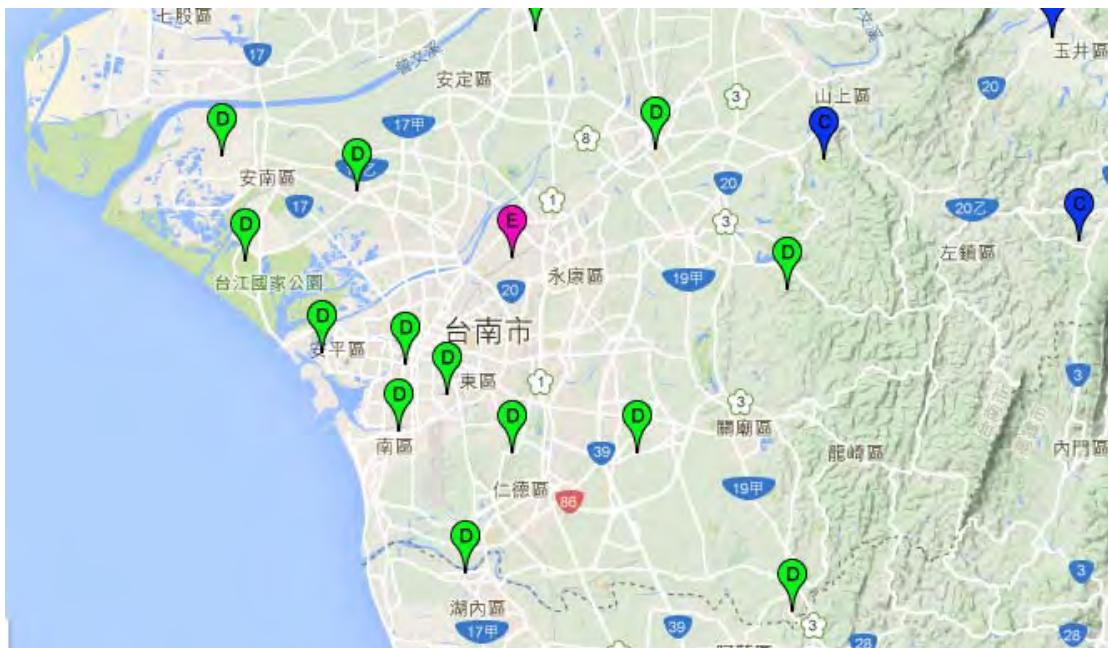 七股區
17
曾文溪
安定區
3
山上區
玉井區
20
D
17甲
8
D
C
D
安南區
17
1
20
3
20乙
C
D
E
台江國家公園
永康區
19甲
D
左鎮區
20
D
安平區
D
台南市
D
東區
1
3
3
D
南區
D
D
關廟區
39
龍崎區
內門區
仁德區
86
19甲
D
湖內區
17甲
D
3
3
39
28
28